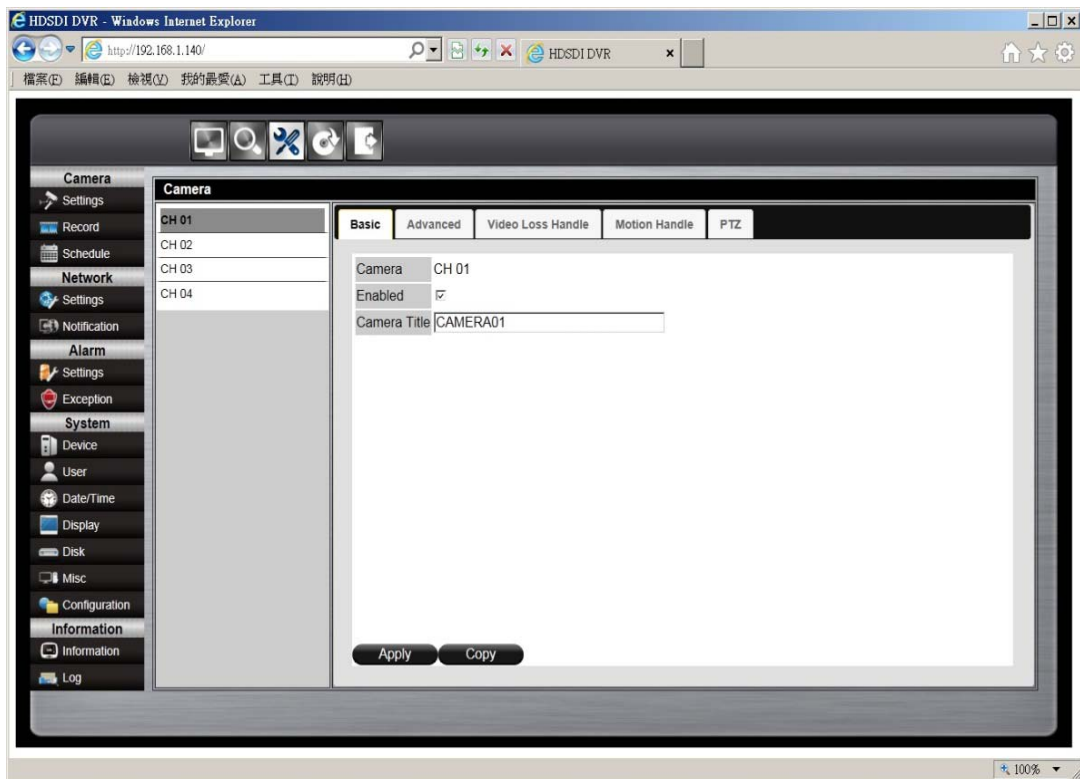 HDSDI DVR - Windows Internet Explorer
http://192.168.1.140/
HDSDI DVR
檔案(F) 編輯(E) 檢視(V) 我的最愛(A) 工具(T) 說明(H)
Camera
Settings
Record
Schedule
Network
Settings
Notification
Alarm
Settings
Exception
System
Device
User
Date/Time
Display
Disk
Misc
Configuration
Information
Information
Log
Camera
CH 01
CH 02
CH 03
CH 04
Basic Advanced Video Loss Handle Motion Handle PTZ
Camera CH 01
Enabled
Camera Title CAMERA01
Apply Copy
100%